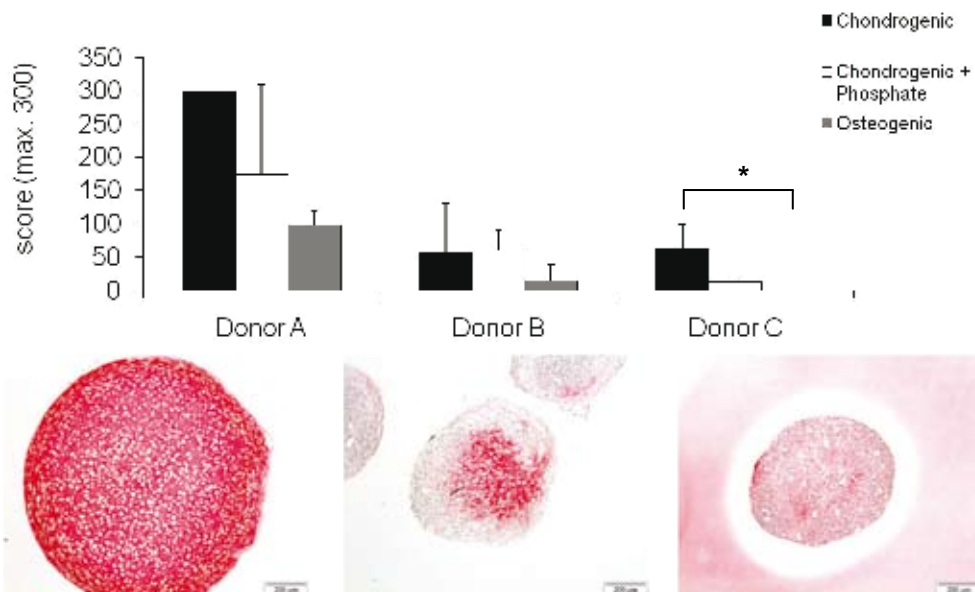 Chondrogenic
Chondrogenic +
Phosphate
Osteogenic
score (max. 300)
350
300
250
200
150
100
50
0
*
Donor A
Donor B
Donor C